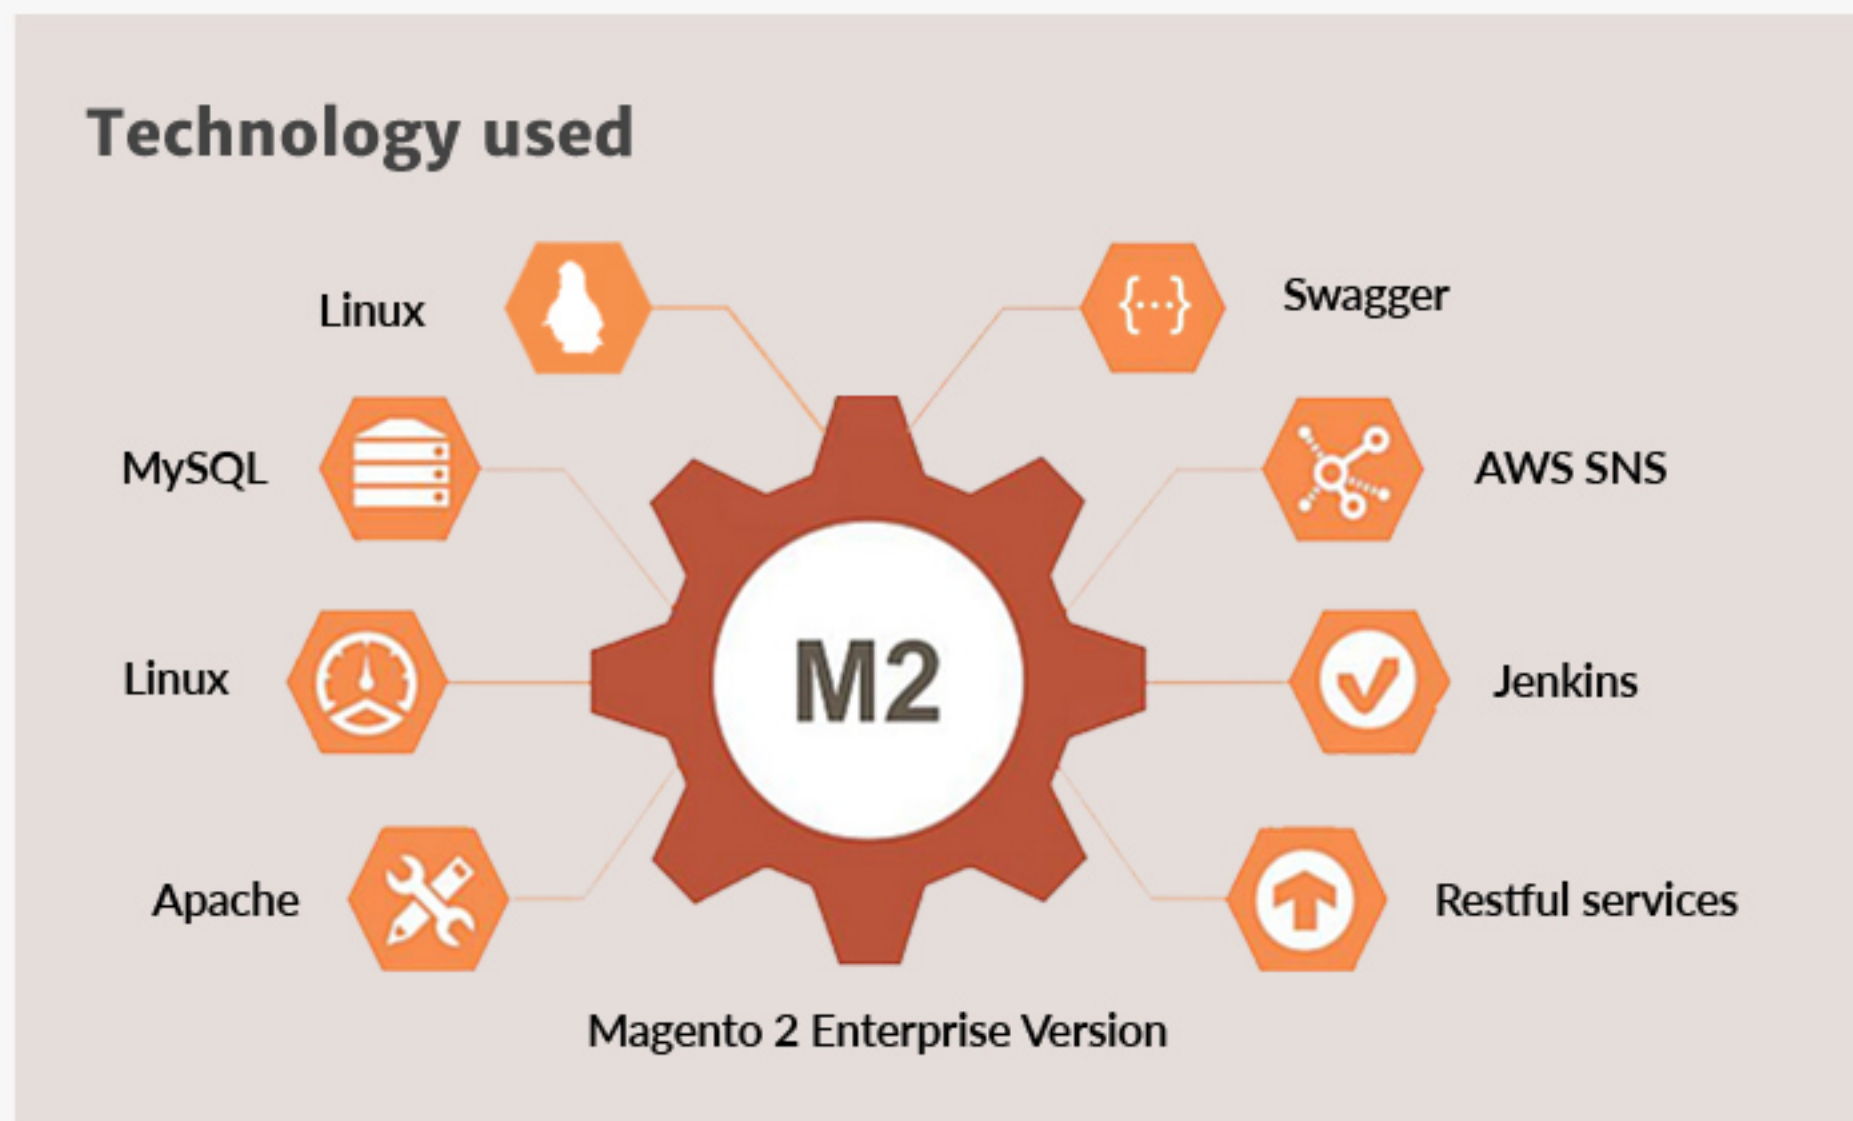 Technology used
Linux
Swagger
MySQL
AWS SNS
M2
Linux
Jenkins
Apache
Restful services
Magento 2 Enterprise Version